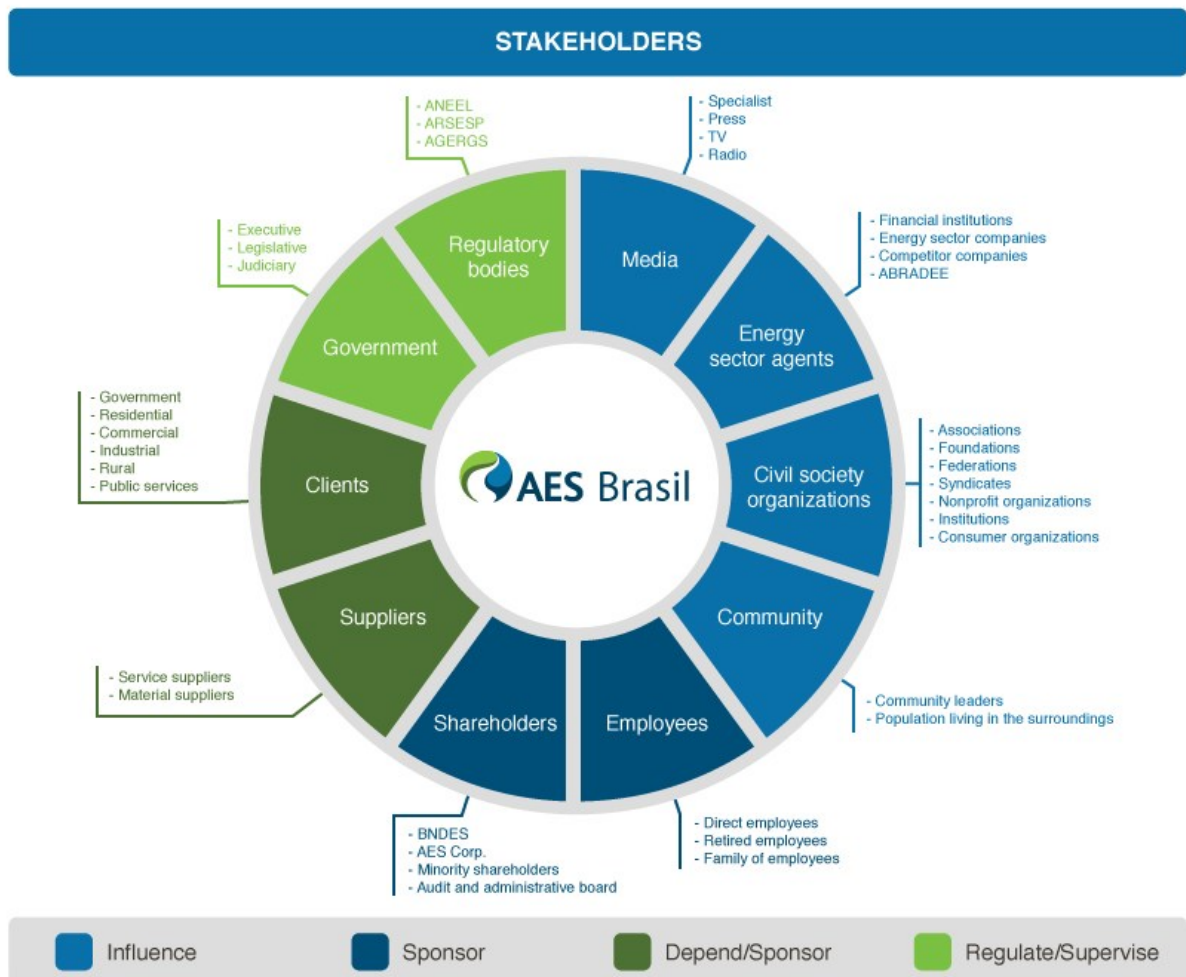 STAKEHOLDERS
- ANEEL
- ARSESP
- AGERGS
- Specialist
- Press
- TV
- Radio
- Executive
- Legislative
- Judiciary
- Financial institutions
- Energy sector companies
- Competitor companies
- ABRADEE
Regulatory
bodies
Media
Government
Energy
sector agents
- Government
- Residential
- Commercial
- Industrial
- Rural
- Public services
Clients
AES Brasil
Civil society
organizations
- Associations
- Foundations
- Federations
- Syndicates
- Nonprofit organizations
- Institutions
- Consumer organizations
Suppliers
Community
- Service suppliers
- Material suppliers
Shareholders
Employees
- Community leaders
- Population living in the surroundings
- BNDES
- AES Corp.
- Minority shareholders
- Audit and administrative board
- Direct employees
- Retired employees
- Family of employees
Influence
Sponsor
Depend/Sponsor
Regulate/Supervise